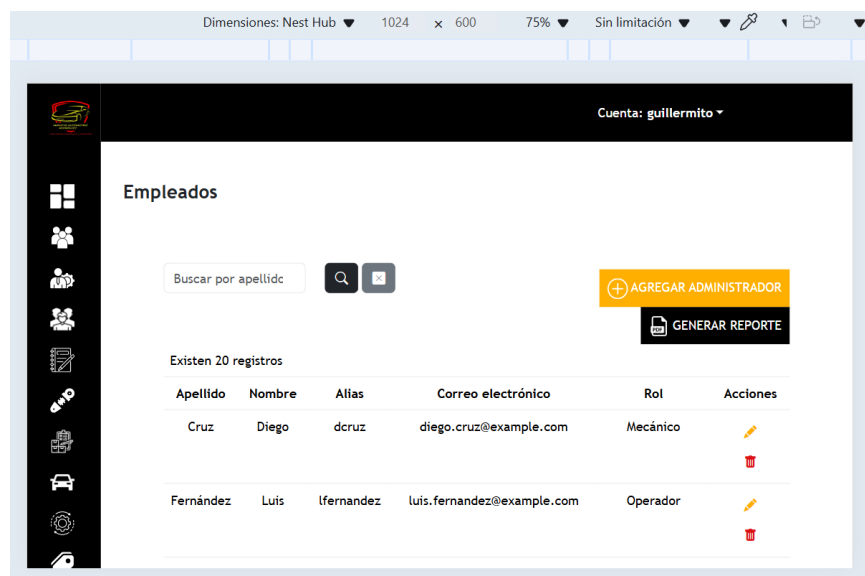 Dimensiones: Nest Hub 1024 × 600 75% Sin limitación
Cuenta: guillermito
Empleados
Buscar por apellido
AGREGAR ADMINISTRADOR
PDF GENERAR REPORTE
Existen 20 registros
Apellido Nombre Alias Correo electrónico Rol Acciones
Cruz Diego dcruz diego.cruz@example.com Mecánico
Fernández Luis lfernandez luis.fernandez@example.com Operador